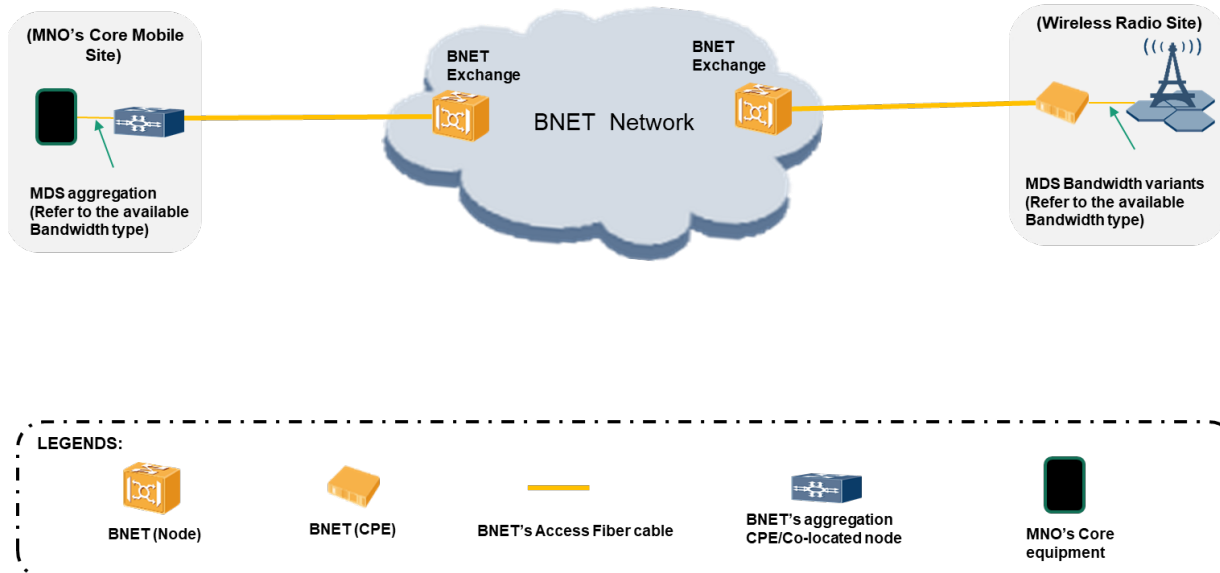 (MNO's Core Mobile
Site)
BNET
Exchange
BNET
Exchange
(Wireless Radio Site)
BNET Network
MDS aggregation
(Refer to the available
Bandwidth type)
MDS Bandwidth variants
(Refer to the available
Bandwidth type)
LEGENDS:
BNET (Node)
BNET (CPE)
BNET's Access Fiber cable
BNET's aggregation
CPE/Co-located node
MNO's Core
equipment